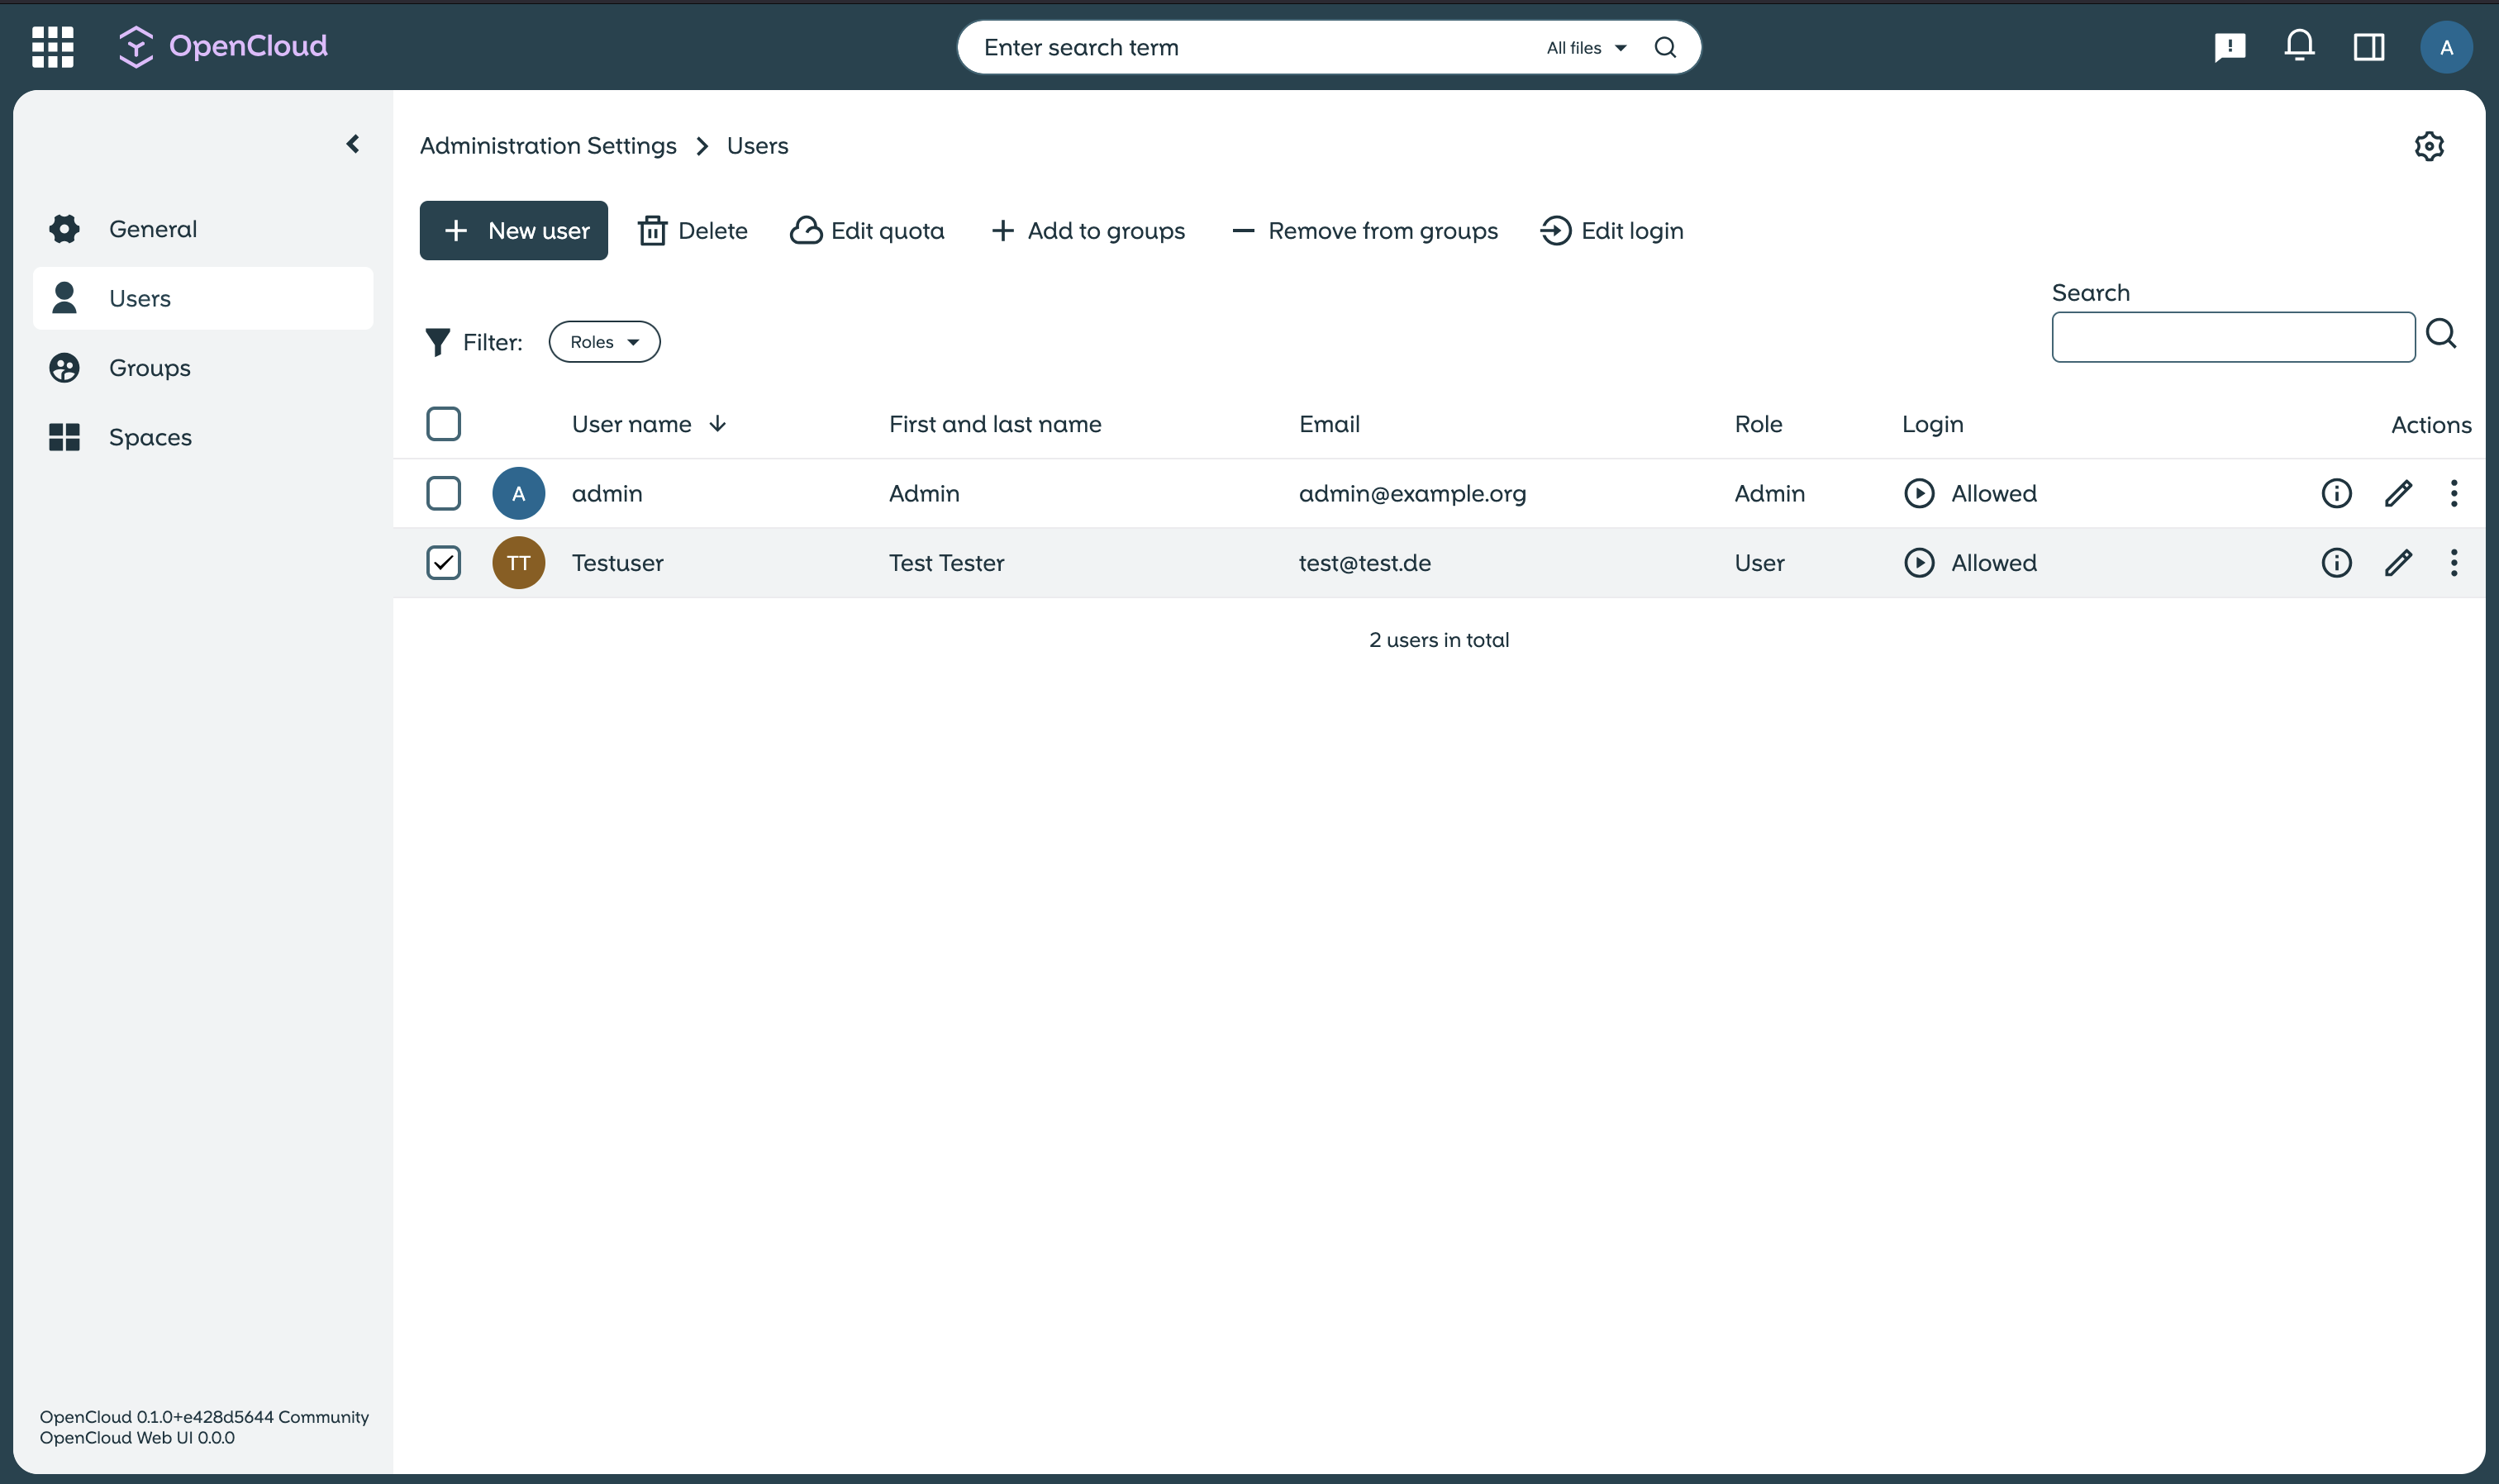 OpenCloud
Enter search term
All files
A
Administration Settings
Users
General
Users
Groups
Spaces
New user
Delete
Edit quota
Add to groups
Remove from groups
Edit login
Filter:
Roles
Search
User name
First and last name
Email
Role
Login
Actions
A
admin
Admin
admin@example.org
Admin
Allowed
TT
Testuser
Test Tester
test@test.de
User
Allowed
2 users in total
OpenCloud 0.1.0+e428d5644 Community
OpenCloud Web UI 0.0.0